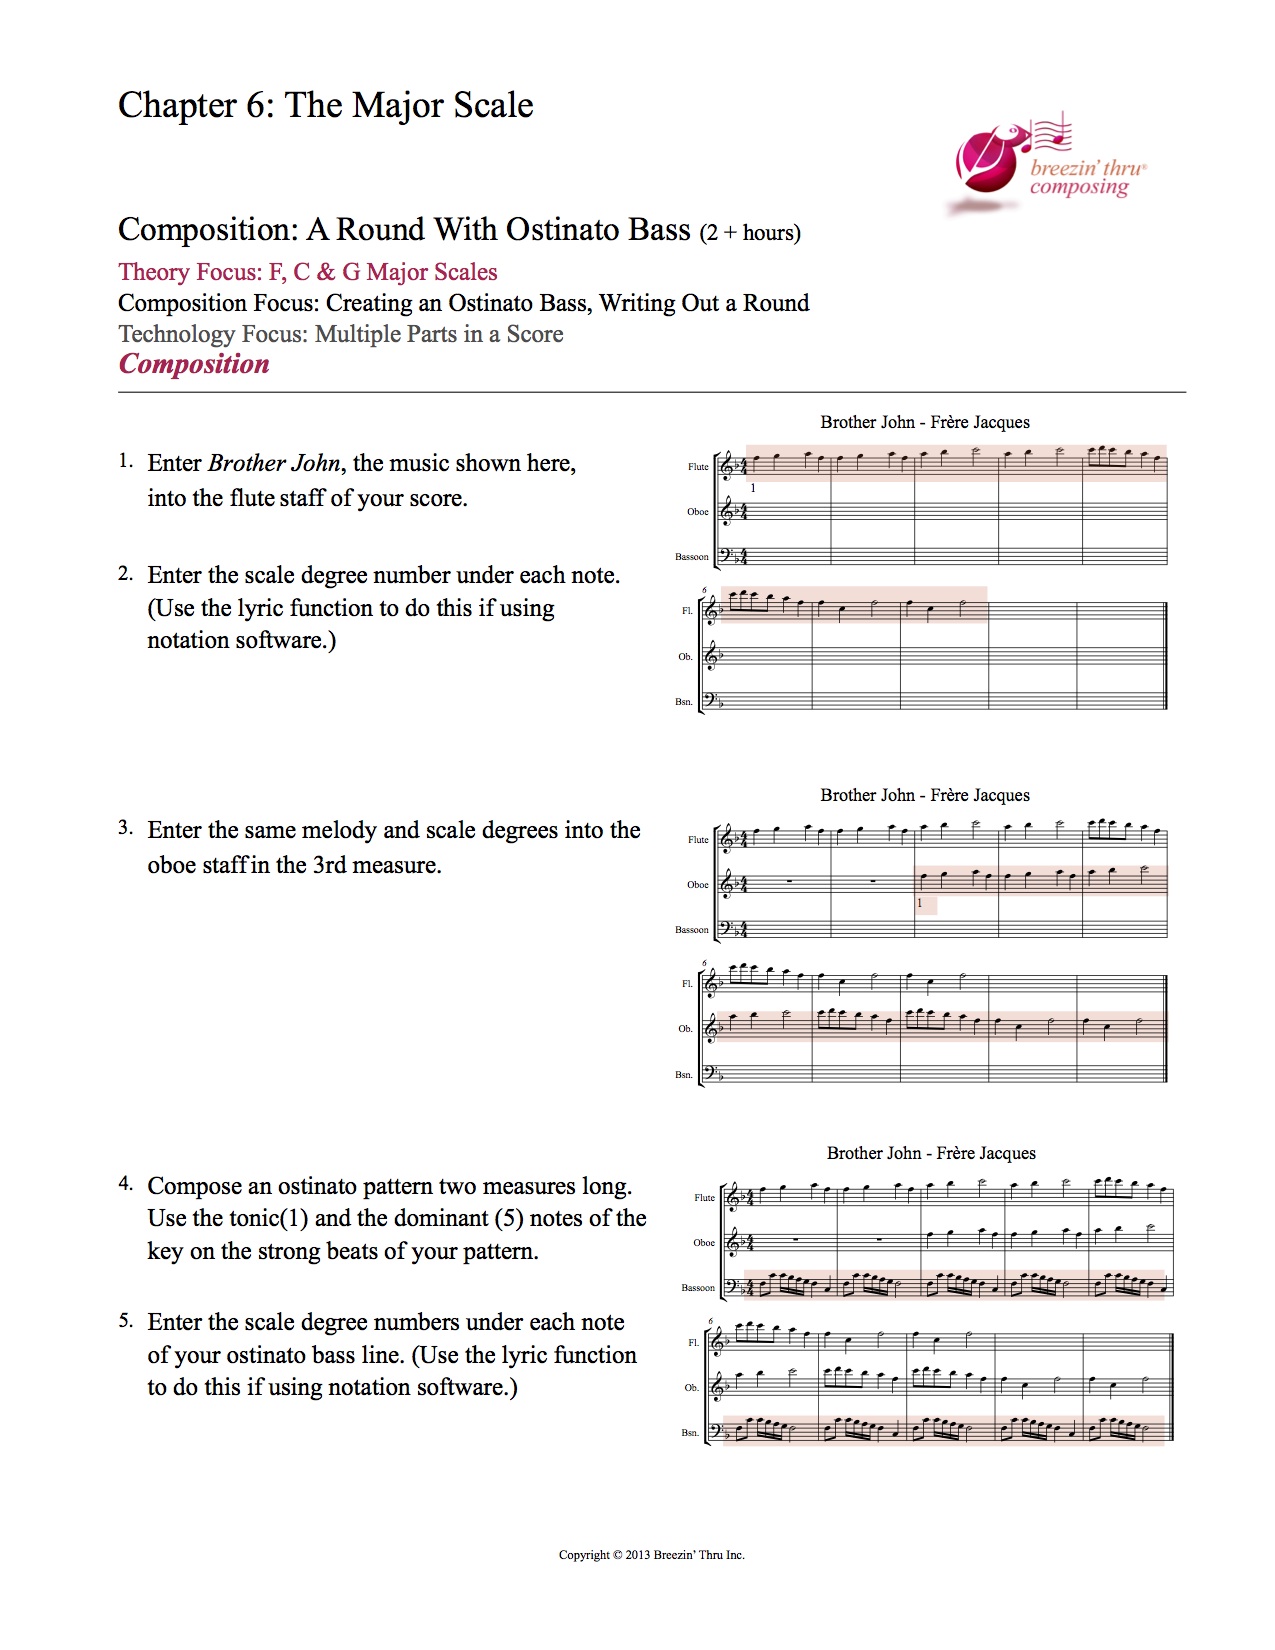 Chapter 6: The Major Scale
breezin' thru®
composing
Composition: A Round With Ostinato Bass (2 + hours)
Theory Focus: F, C & G Major Scales
Composition Focus: Creating an Ostinato Bass, Writing Out a Round
Technology Focus: Multiple Parts in a Score
Composition
1. Enter Brother John, the music shown here,
into the flute staff of your score.
2. Enter the scale degree number under each note.
(Use the lyric function to do this if using
notation software.)
Brother John - Frère Jacques
Flute
1
Oboe
Bassoon
6
Fl.
Ob.
Bsn.
3. Enter the same melody and scale degrees into the
oboe staff in the 3rd measure.
Brother John - Frère Jacques
Flute
Oboe
1
Bassoon
6
Fl.
Ob.
Bsn.
4. Compose an ostinato pattern two measures long.
Use the tonic(1) and the dominant (5) notes of the
key on the strong beats of your pattern.
5. Enter the scale degree numbers under each note
of your ostinato bass line. (Use the lyric function
to do this if using notation software.)
Brother John - Frère Jacques
Flute
Oboe
Bassoon
6
Fl.
Ob.
Bsn.
Copyright © 2013 Breezin' Thru Inc.